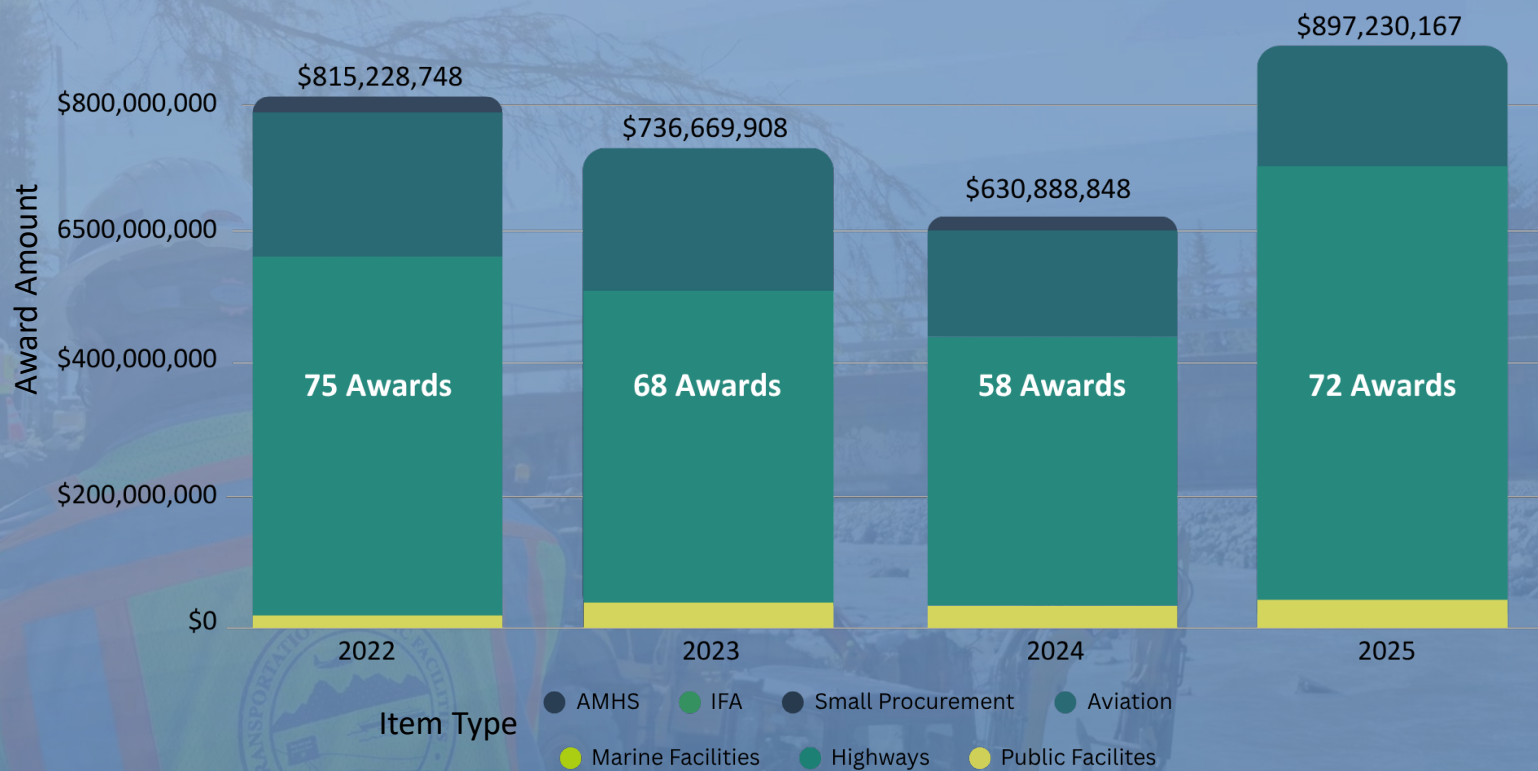 $897,230,167
$815,228,748
$800,000,000
$736,669,908
$630,888,848
6500,000,000
Award Amount
$400,000,000
75 Awards
68 Awards
58 Awards
72 Awards
$200,000,000
$0
2022
2023
2024
2025
Item Type
AMHS
IFA
Small Procurement
Aviation
Marine Facilities
Highways
Public Facilites
TRANSPORTATIO
FACILITIES